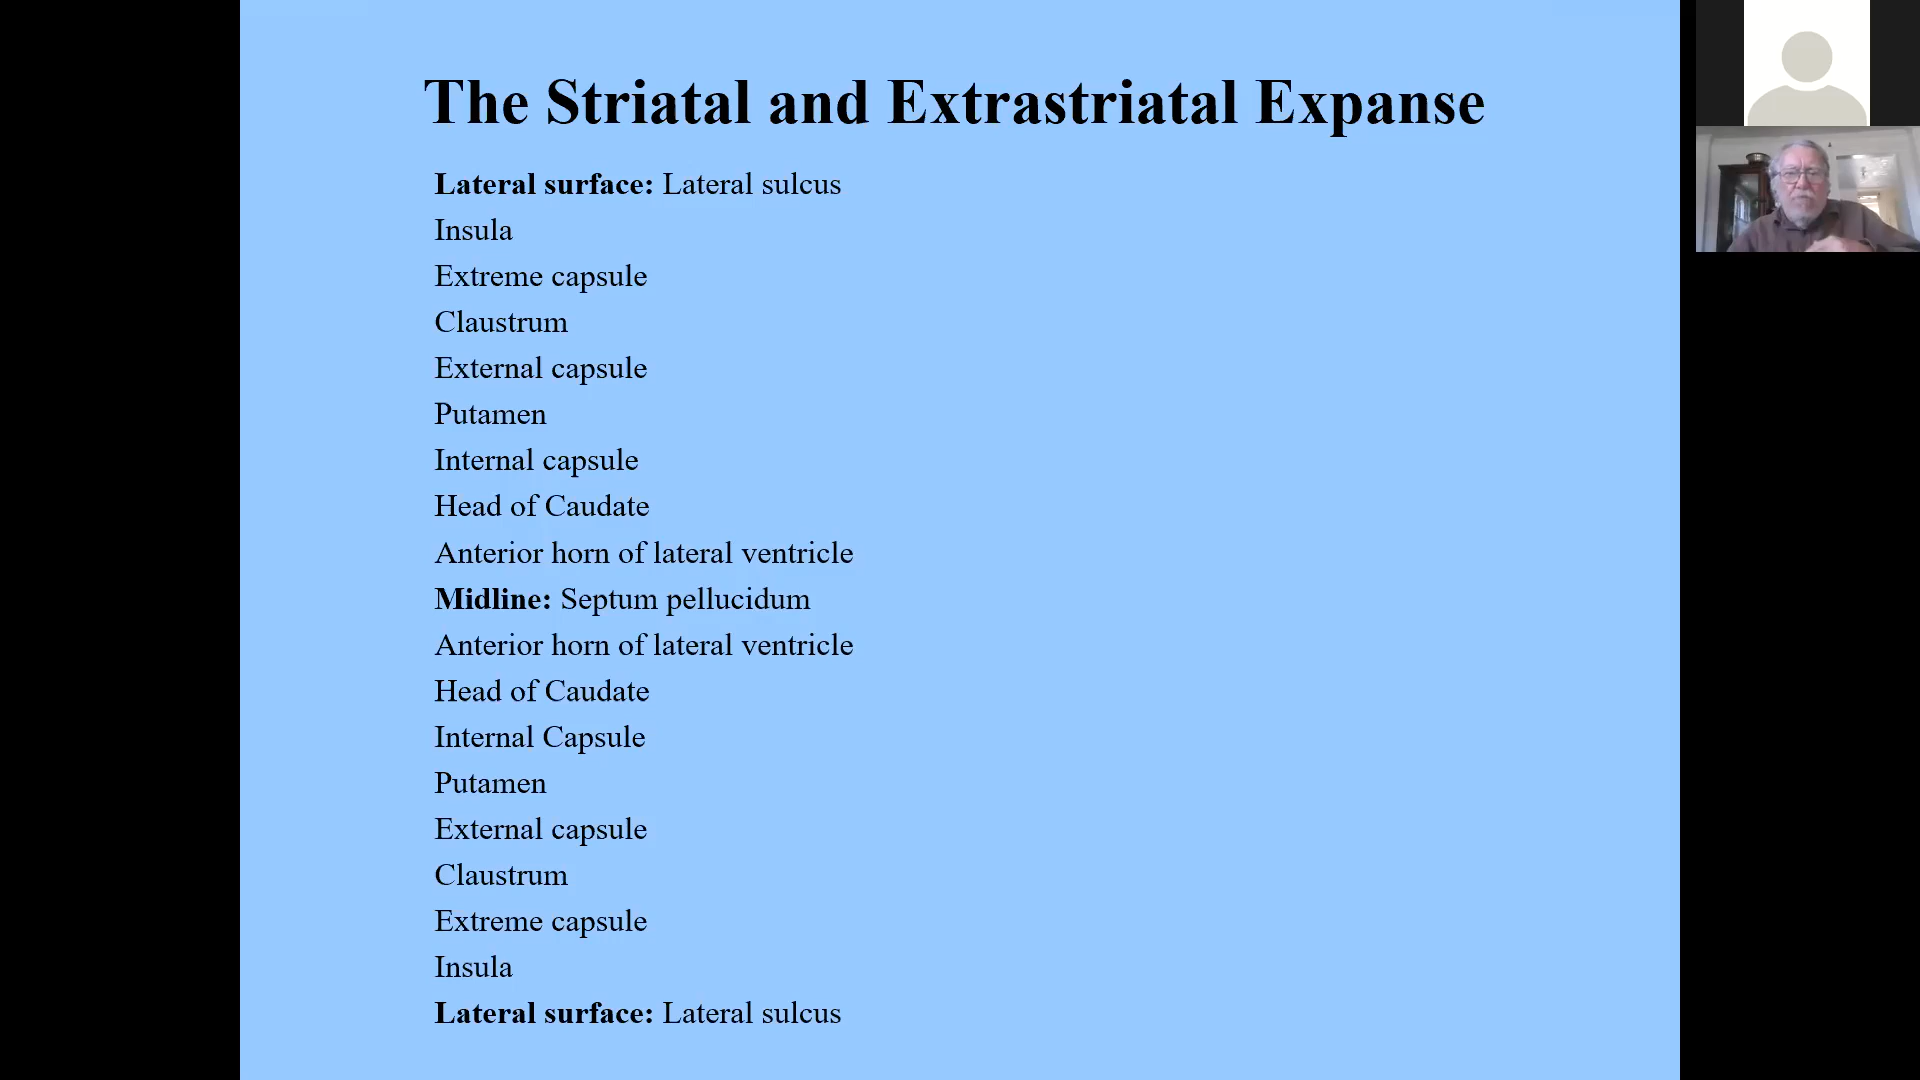 The Striatal and Extrastriatal Expanse
Lateral surface: Lateral sulcus
Insula
Extreme capsule
Claustrum
External capsule
Putamen
Internal capsule
Head of Caudate
Anterior horn of lateral ventricle
Midline: Septum pellucidum
Anterior horn of lateral ventricle
Head of Caudate
Internal Capsule
Putamen
External capsule
Claustrum
Extreme capsule
Insula
Lateral surface: Lateral sulcus